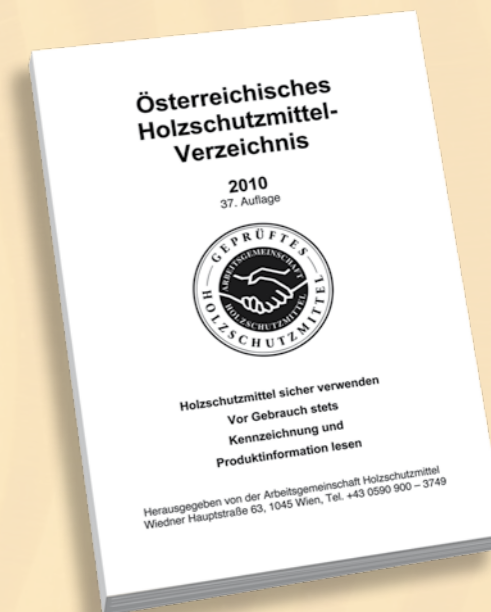 Österreichisches
Holzschutzmittel-
Verzeichnis
2010
37. Auflage
GEPRÜFTES
ARBEITSGEMEINSCHAFT
HOLZSCHUTZMITTEL
HOLZSCHUTZMITTEL
Holzschutzmittel sicher verwenden
Vor Gebrauch stets
Kennzeichnung und
Produktinformation lesen
Herausgegeben von der Arbeitsgemeinschaft Holzschutzmittel
Wiedner Hauptstraße 63, 1045 Wien, Tel. +43 0590 900 – 3749